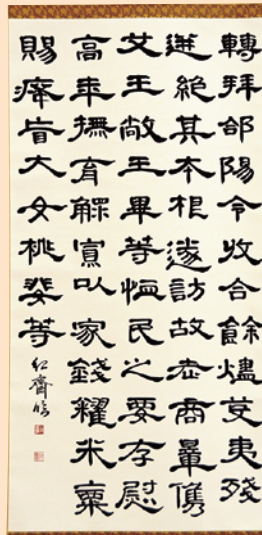 轉拜郃陽令收合餘燼芟夷殘
迸絕其本根遂訪故老商量儁
艾王敞王畢等恤民之要存慰
高年撫育鰥寡以家錢糴米粟
賜癃盲大女桃婓等
齋臨